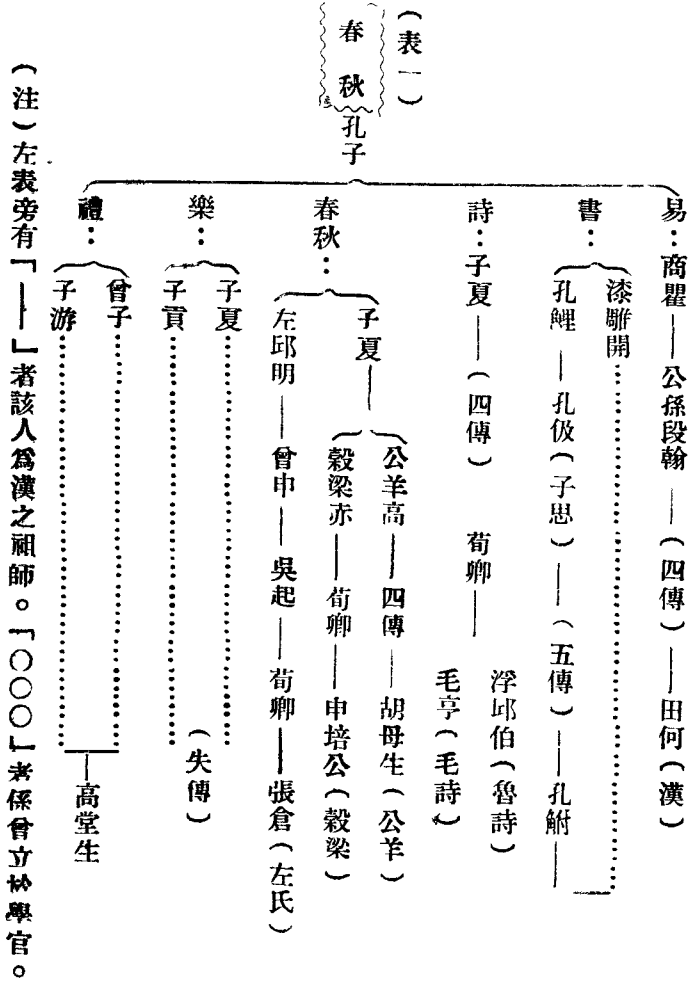 （表一）
春秋
孔子
易：商瞿——公孫段翰——（四傳）——田何（漢）
書：
漆雕開
孔鯉——孔伋（子思）——（五傳）——孔鮒——
詩：子夏——（四傳）荀卿——
浮邱伯（魯詩）
毛亨（毛詩）
春秋：
子夏——
公羊高——四傳——胡母生（公羊）
穀梁赤——荀卿——申培公（穀梁）
左邱明——曾申——吳起——荀卿——張倉（左氏）
樂：
子夏
子貢
（失傳）
禮：
曾子
子游
——高堂生
（注）左表旁有「——」者該人爲漢之祖師。「○○○」者係曾立於學官。